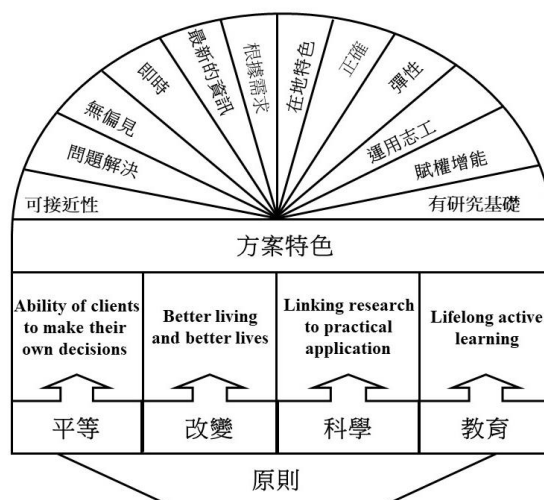 可接近性
問題解決
無偏見
即時
最新的資訊
根據需求
在地特色
正確
彈性
運用志工
賦權增能
有研究基礎
方案特色
Ability of clients
to make their
own decisions
Better living
and better lives
Linking research
to practical
application
Lifelong active
learning
平等
改變
科學
教育
原則